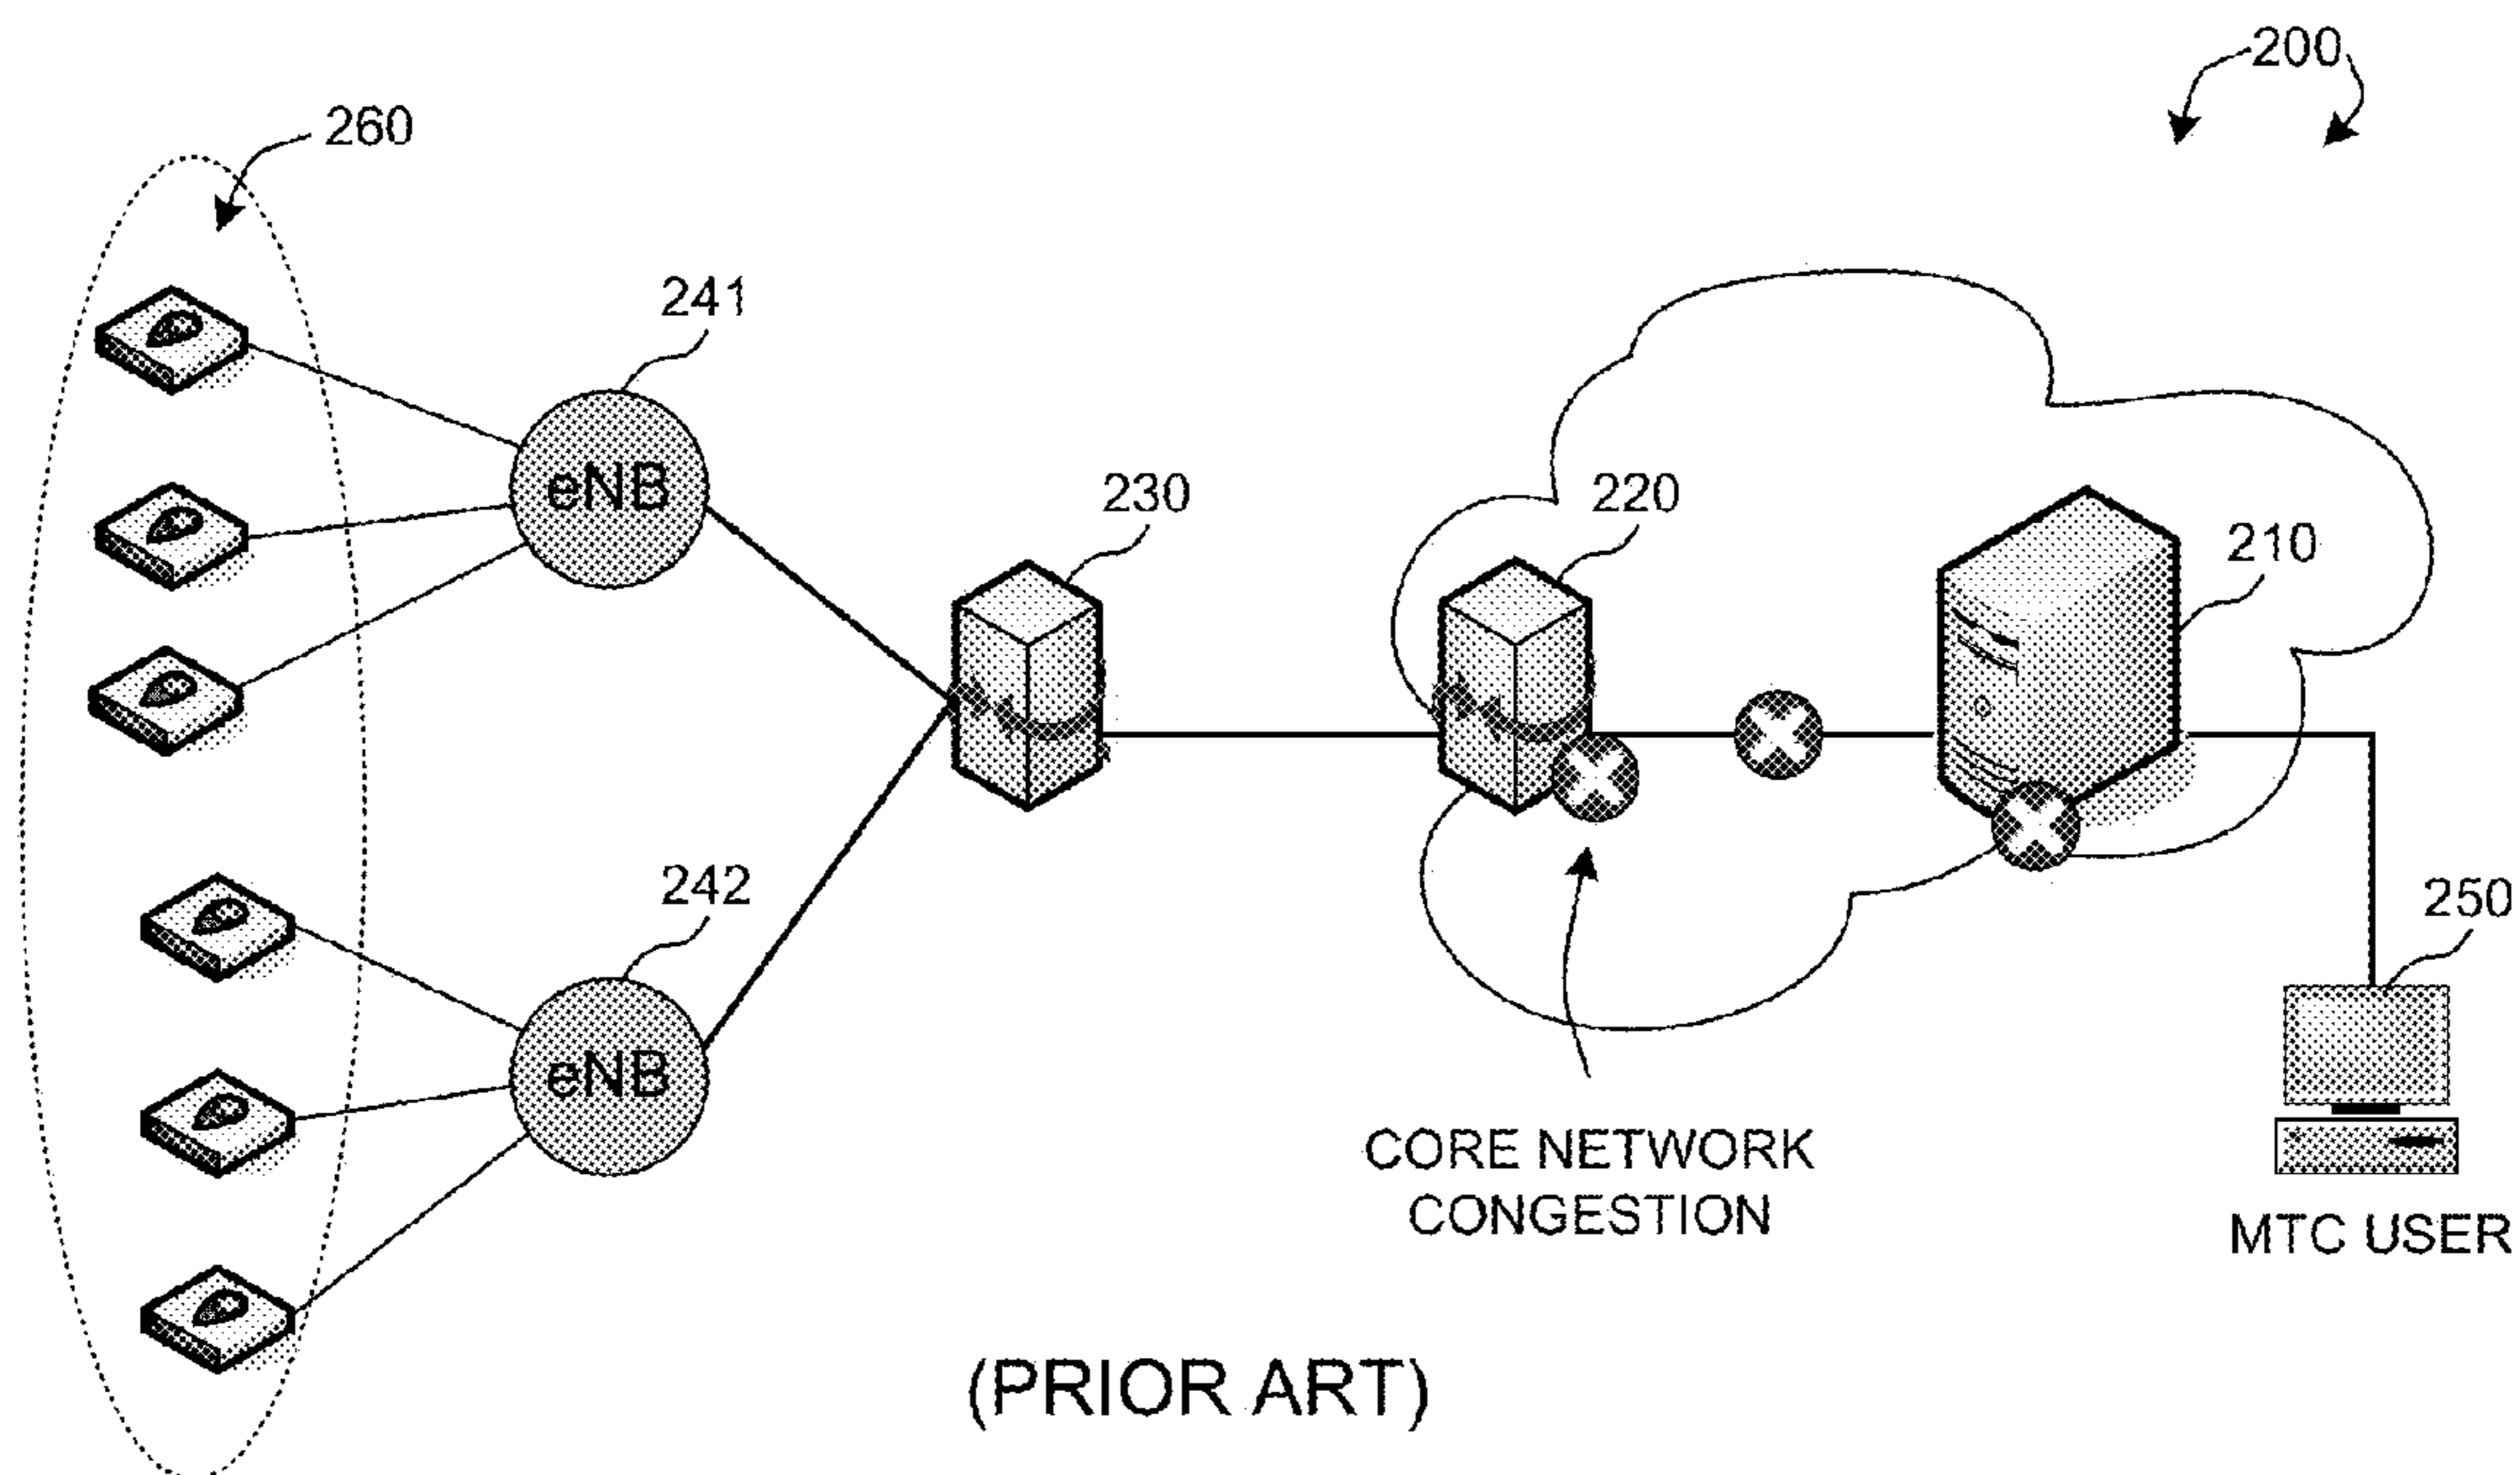 200
260
241
eNB
230
220
210
242
eNB
250
CORE NETWORK
CONGESTION
MTC USER
(PRIOR ART)